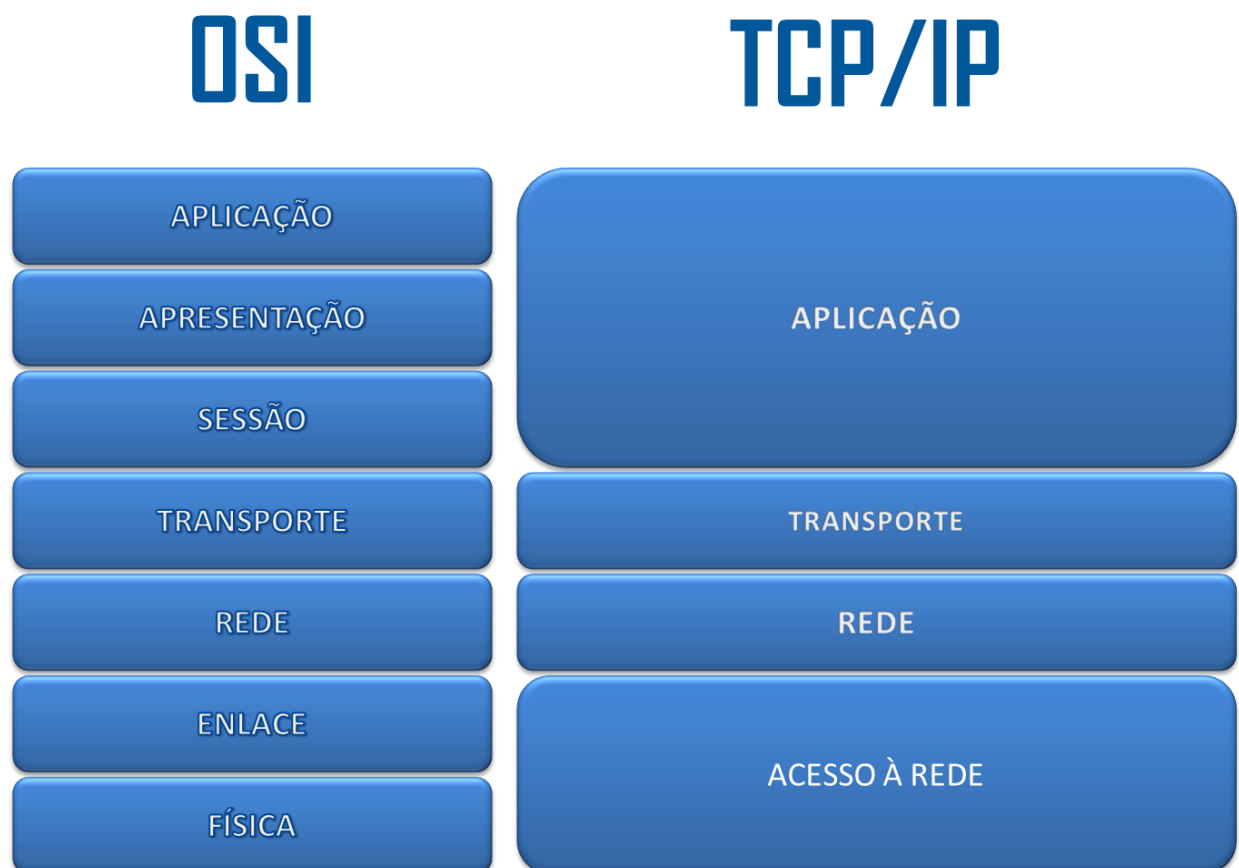 OSI
TCP/IP
APLICAÇÃO
APRESENTAÇÃO
SESSÃO
TRANSPORTE
REDE
ENLACE
FÍSICA
APLICAÇÃO
TRANSPORTE
REDE
ACESSO À REDE